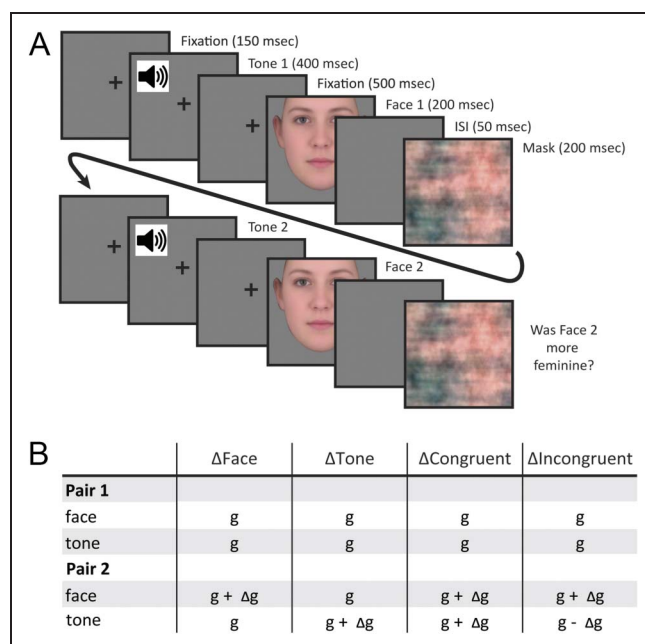 A
Fixation (150 msec)
Tone 1 (400 msec)
Fixation (500 msec)
Face 1 (200 msec)
ISI (50 msec)
Mask (200 msec)
Tone 2
Face 2
Was Face 2
more
feminine?
B
ΔFace ΔTone ΔCongruent ΔIncongruent
Pair 1
face g g g g
tone g g g g
Pair 2
face g + Δg g g + Δg g + Δg
tone g g + Δg g + Δg g - Δg